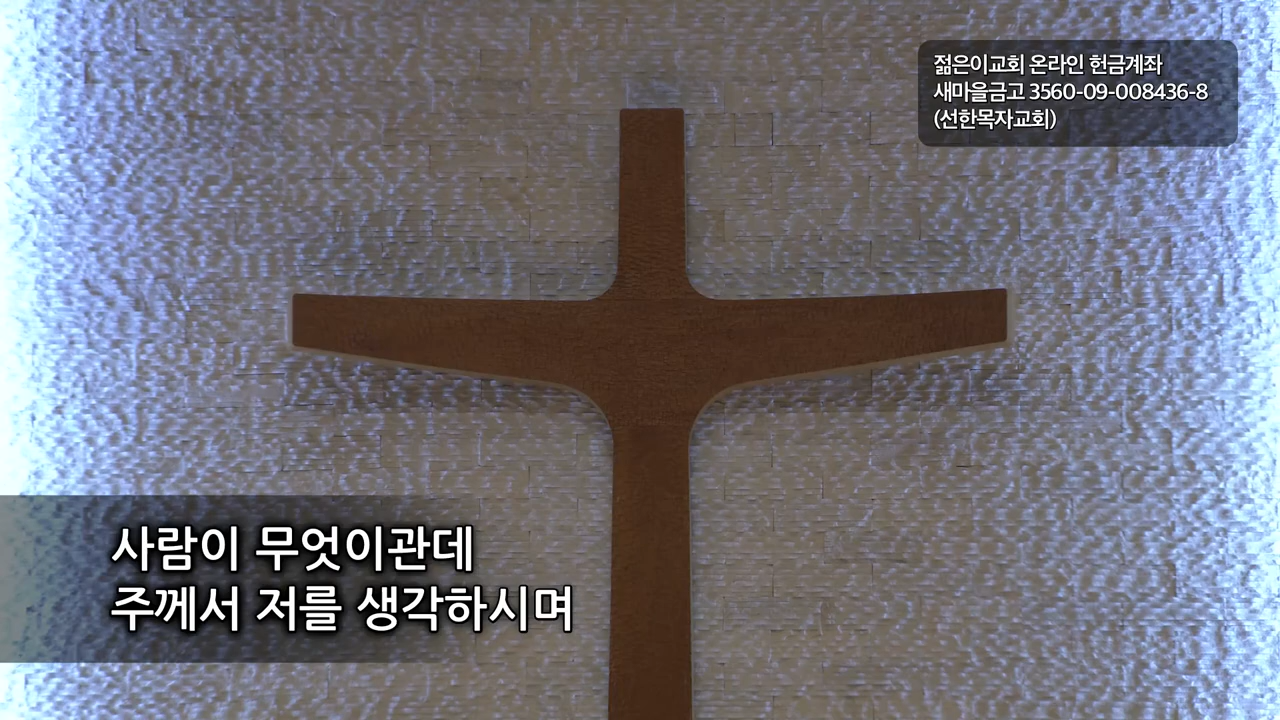 젊은이교회 온라인 헌금계좌
새마을금고 3560-09-008436-8
(선한목자교회)
사람이 무엇이관데
주께서 저를 생각하시며